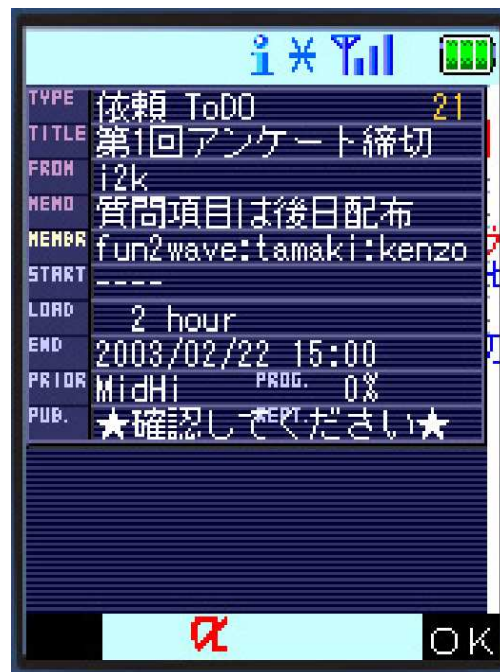 TYPE 依頼 ToDO 21
TITLE 第1回アンケート締切
FROM i2k
MEMO 質問項目は後日配布
MEMBR fun2wave:tamaki:kenzo
START ----
LOAD 2 hour
END 2003/02/22 15:00
PRIOR MidHi PROG. 0%
PUB. ★確認してください★
OK